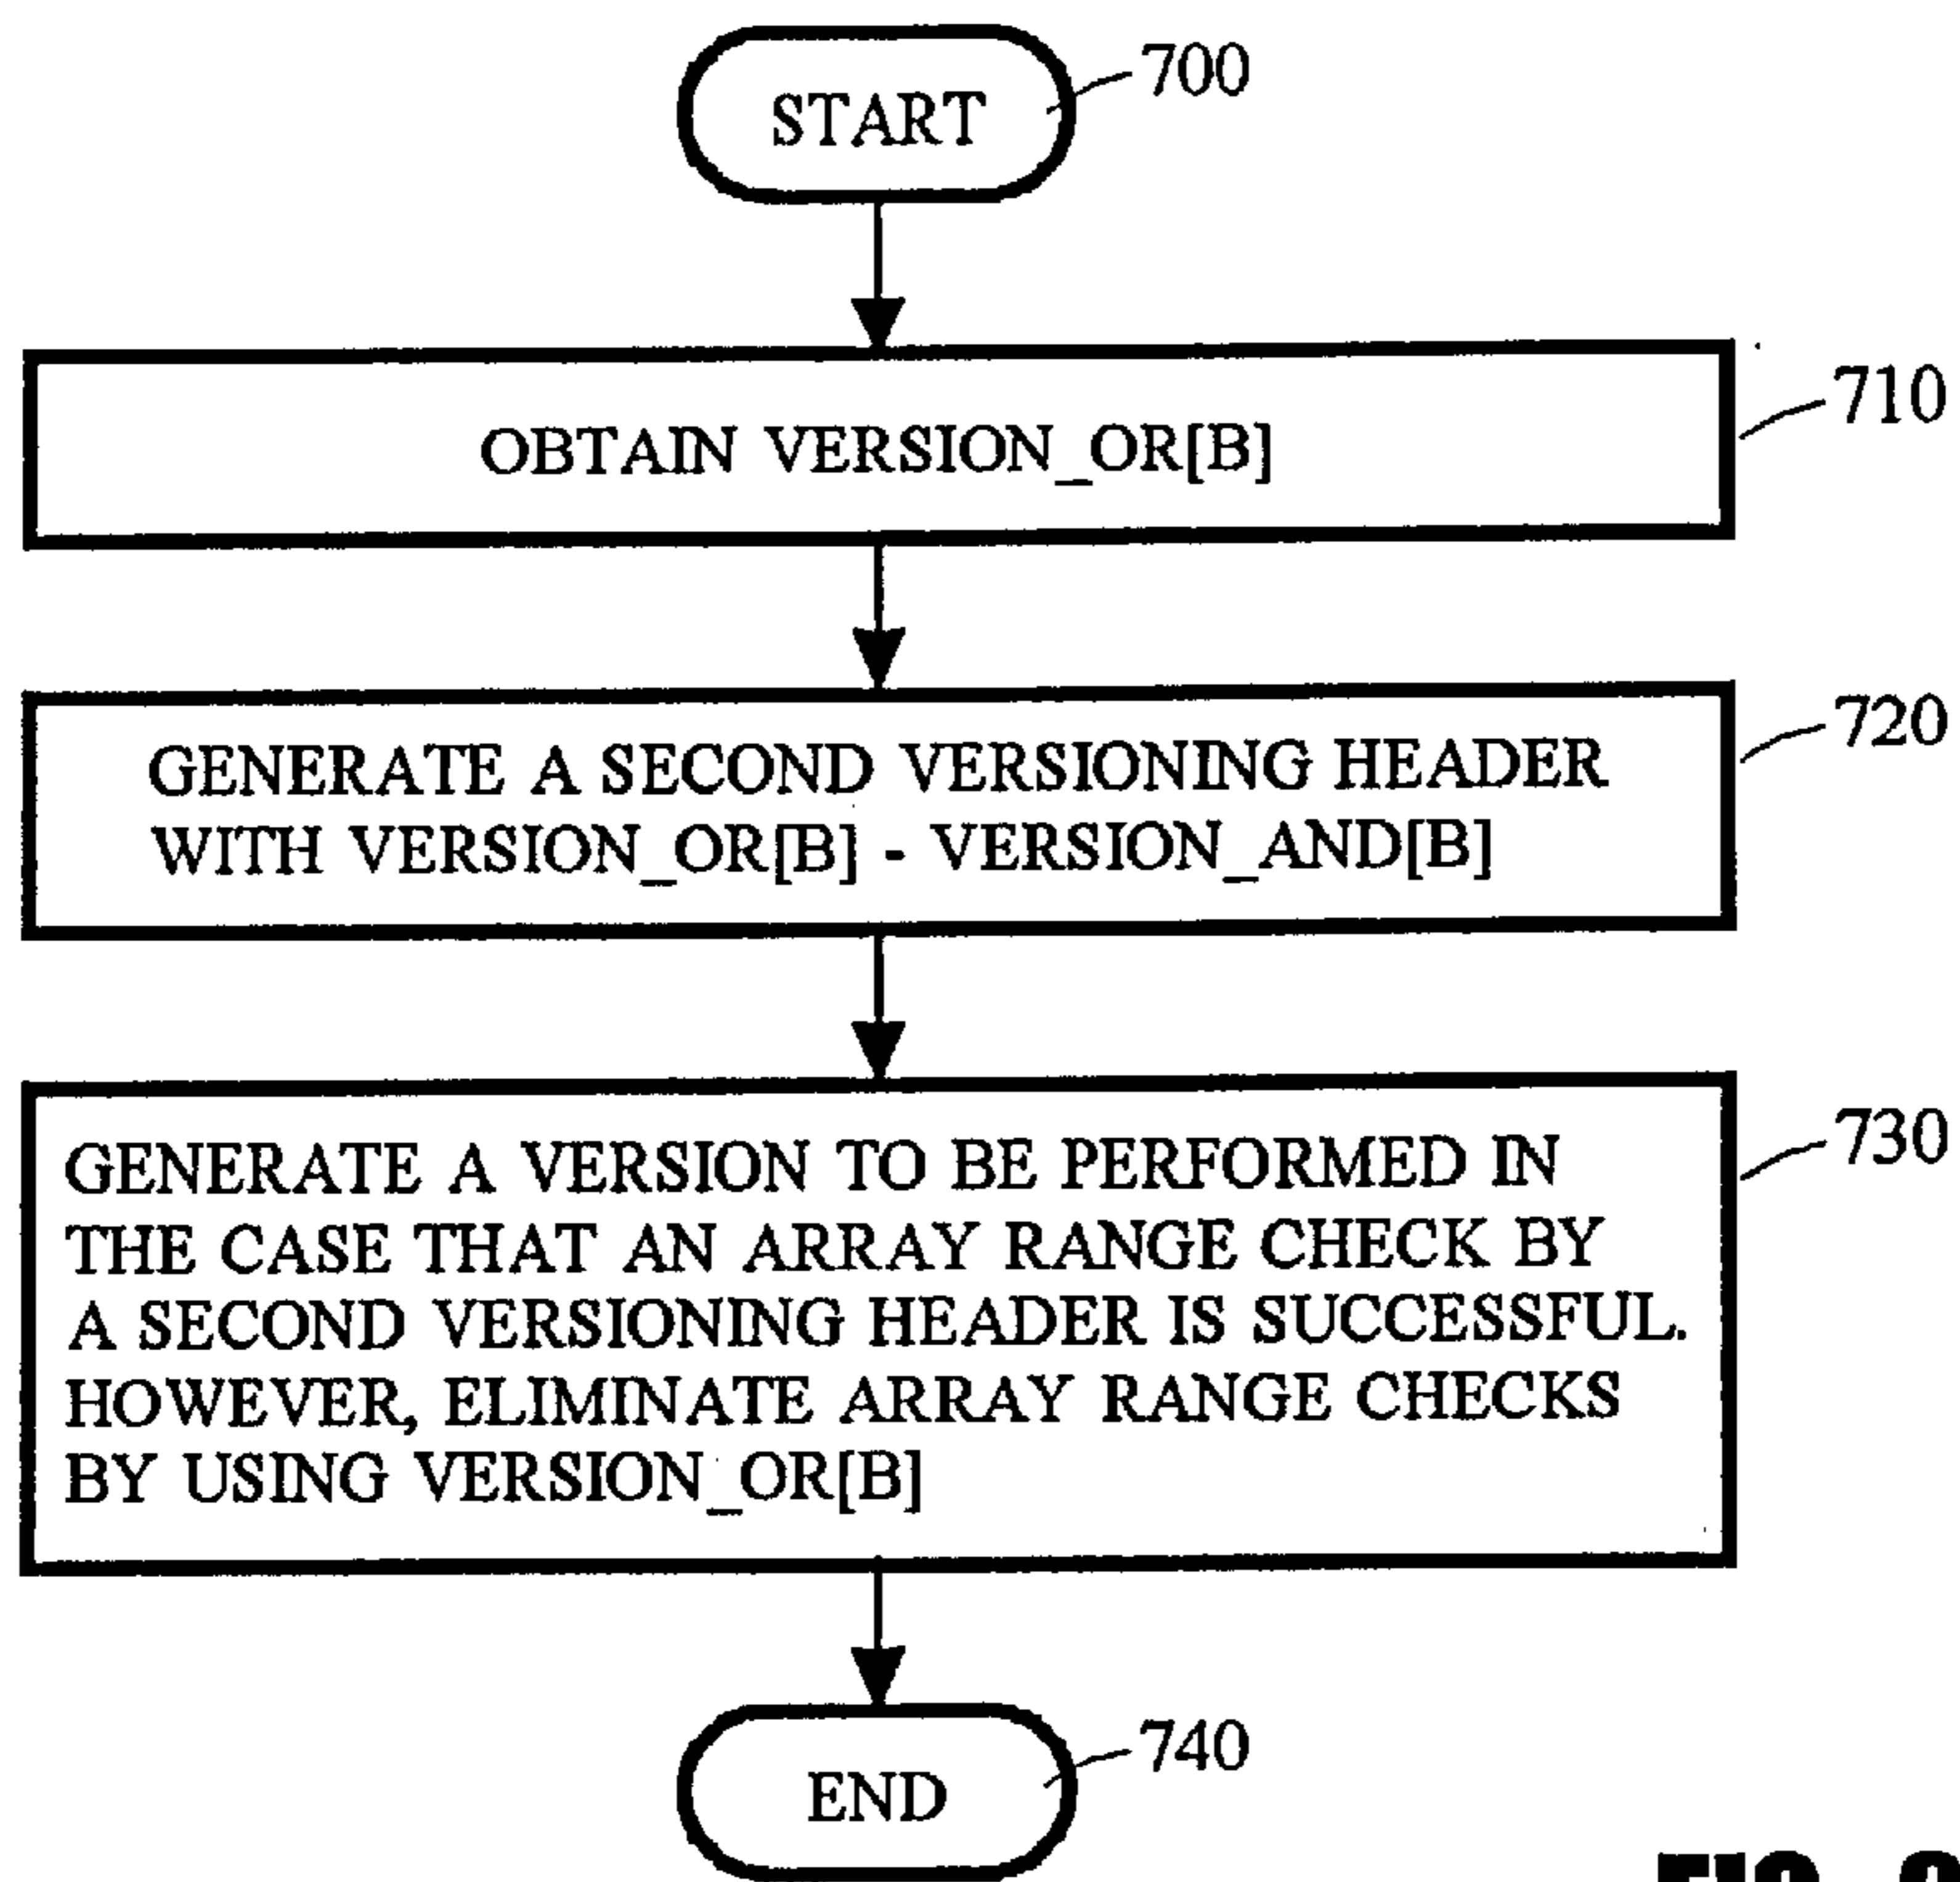 START
700
OBTAIN VERSION_OR[B]
710
GENERATE A SECOND VERSIONING HEADER
WITH VERSION_OR[B] - VERSION_AND[B]
720
GENERATE A VERSION TO BE PERFORMED IN
THE CASE THAT AN ARRAY RANGE CHECK BY
A SECOND VERSIONING HEADER IS SUCCESSFUL.
HOWEVER, ELIMINATE ARRAY RANGE CHECKS
BY USING VERSION_OR[B]
730
END
740